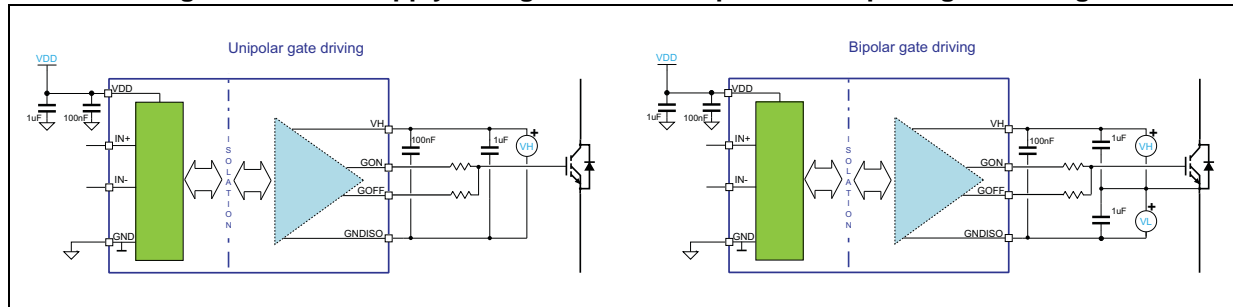 Unipolar gate driving
VDD
VDD
1uF
100nF
IN+
IN-
GND
ISOLATION
VH
GON
GOFF
GNDISO
100nF
1uF
+
VH
Bipolar gate driving
VDD
VDD
1uF
100nF
IN+
IN-
GND
ISOLATION
VH
GON
GOFF
GNDISO
100nF
1uF
+
VH
1uF
+
VL